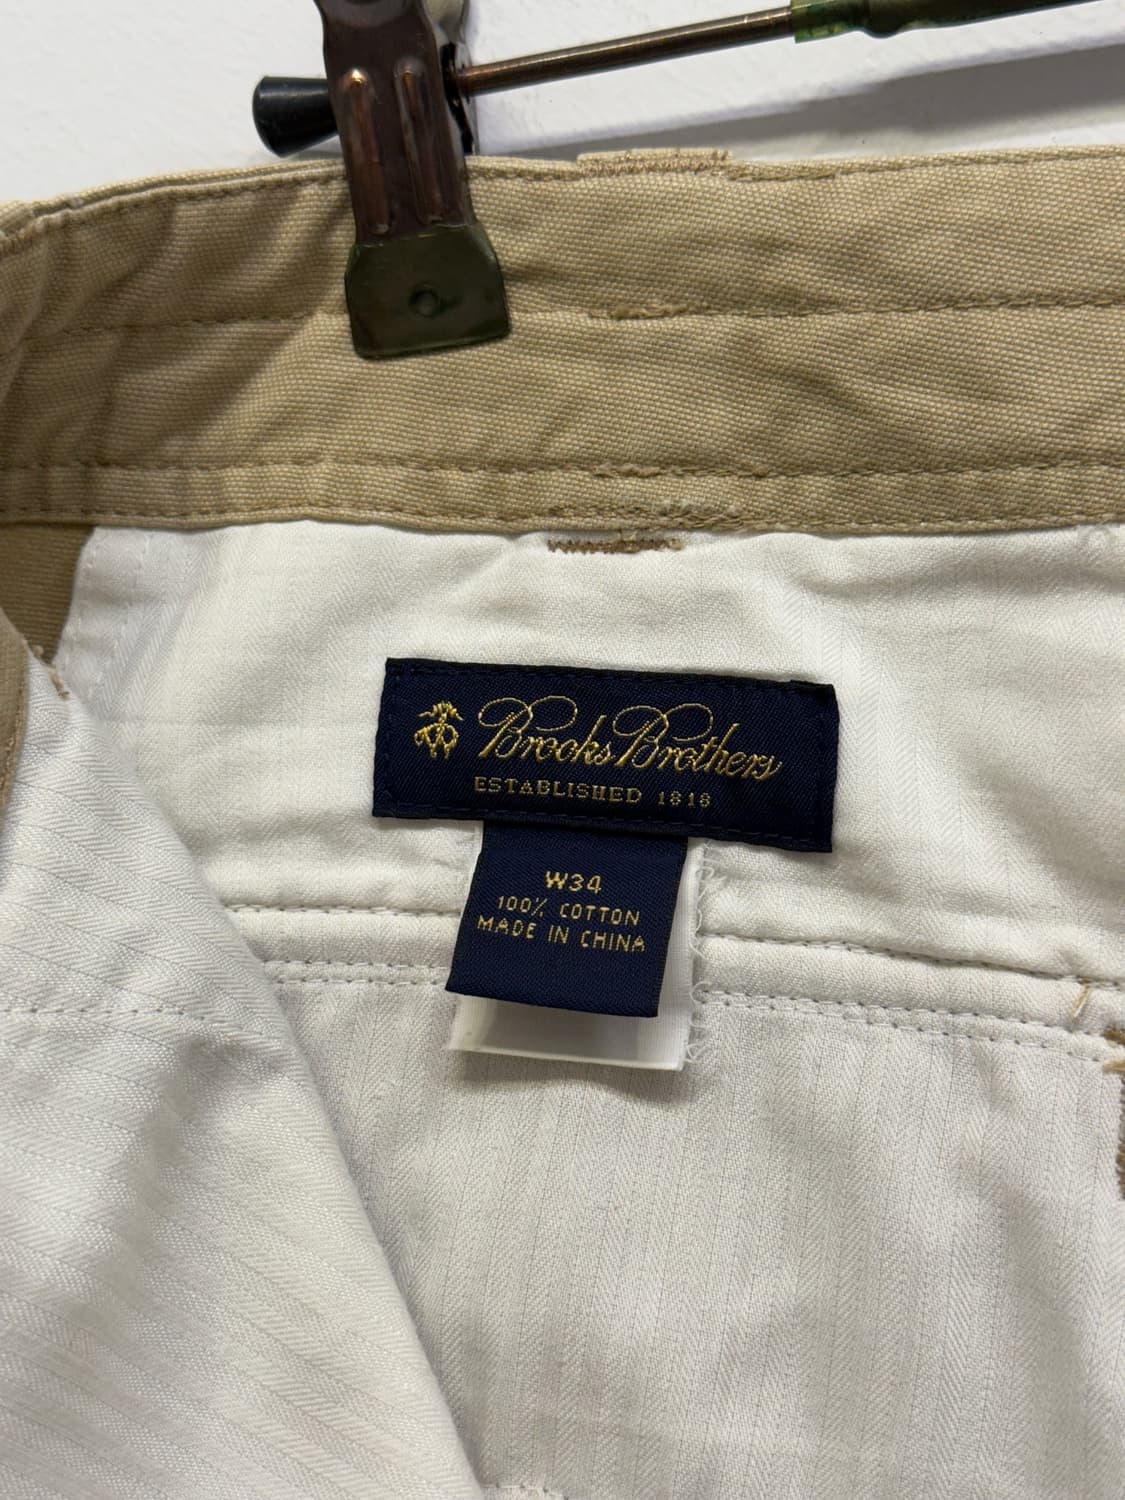 Brooks Brothers
ESTABLISHED 1818
W34
100% COTTON
MADE IN CHINA